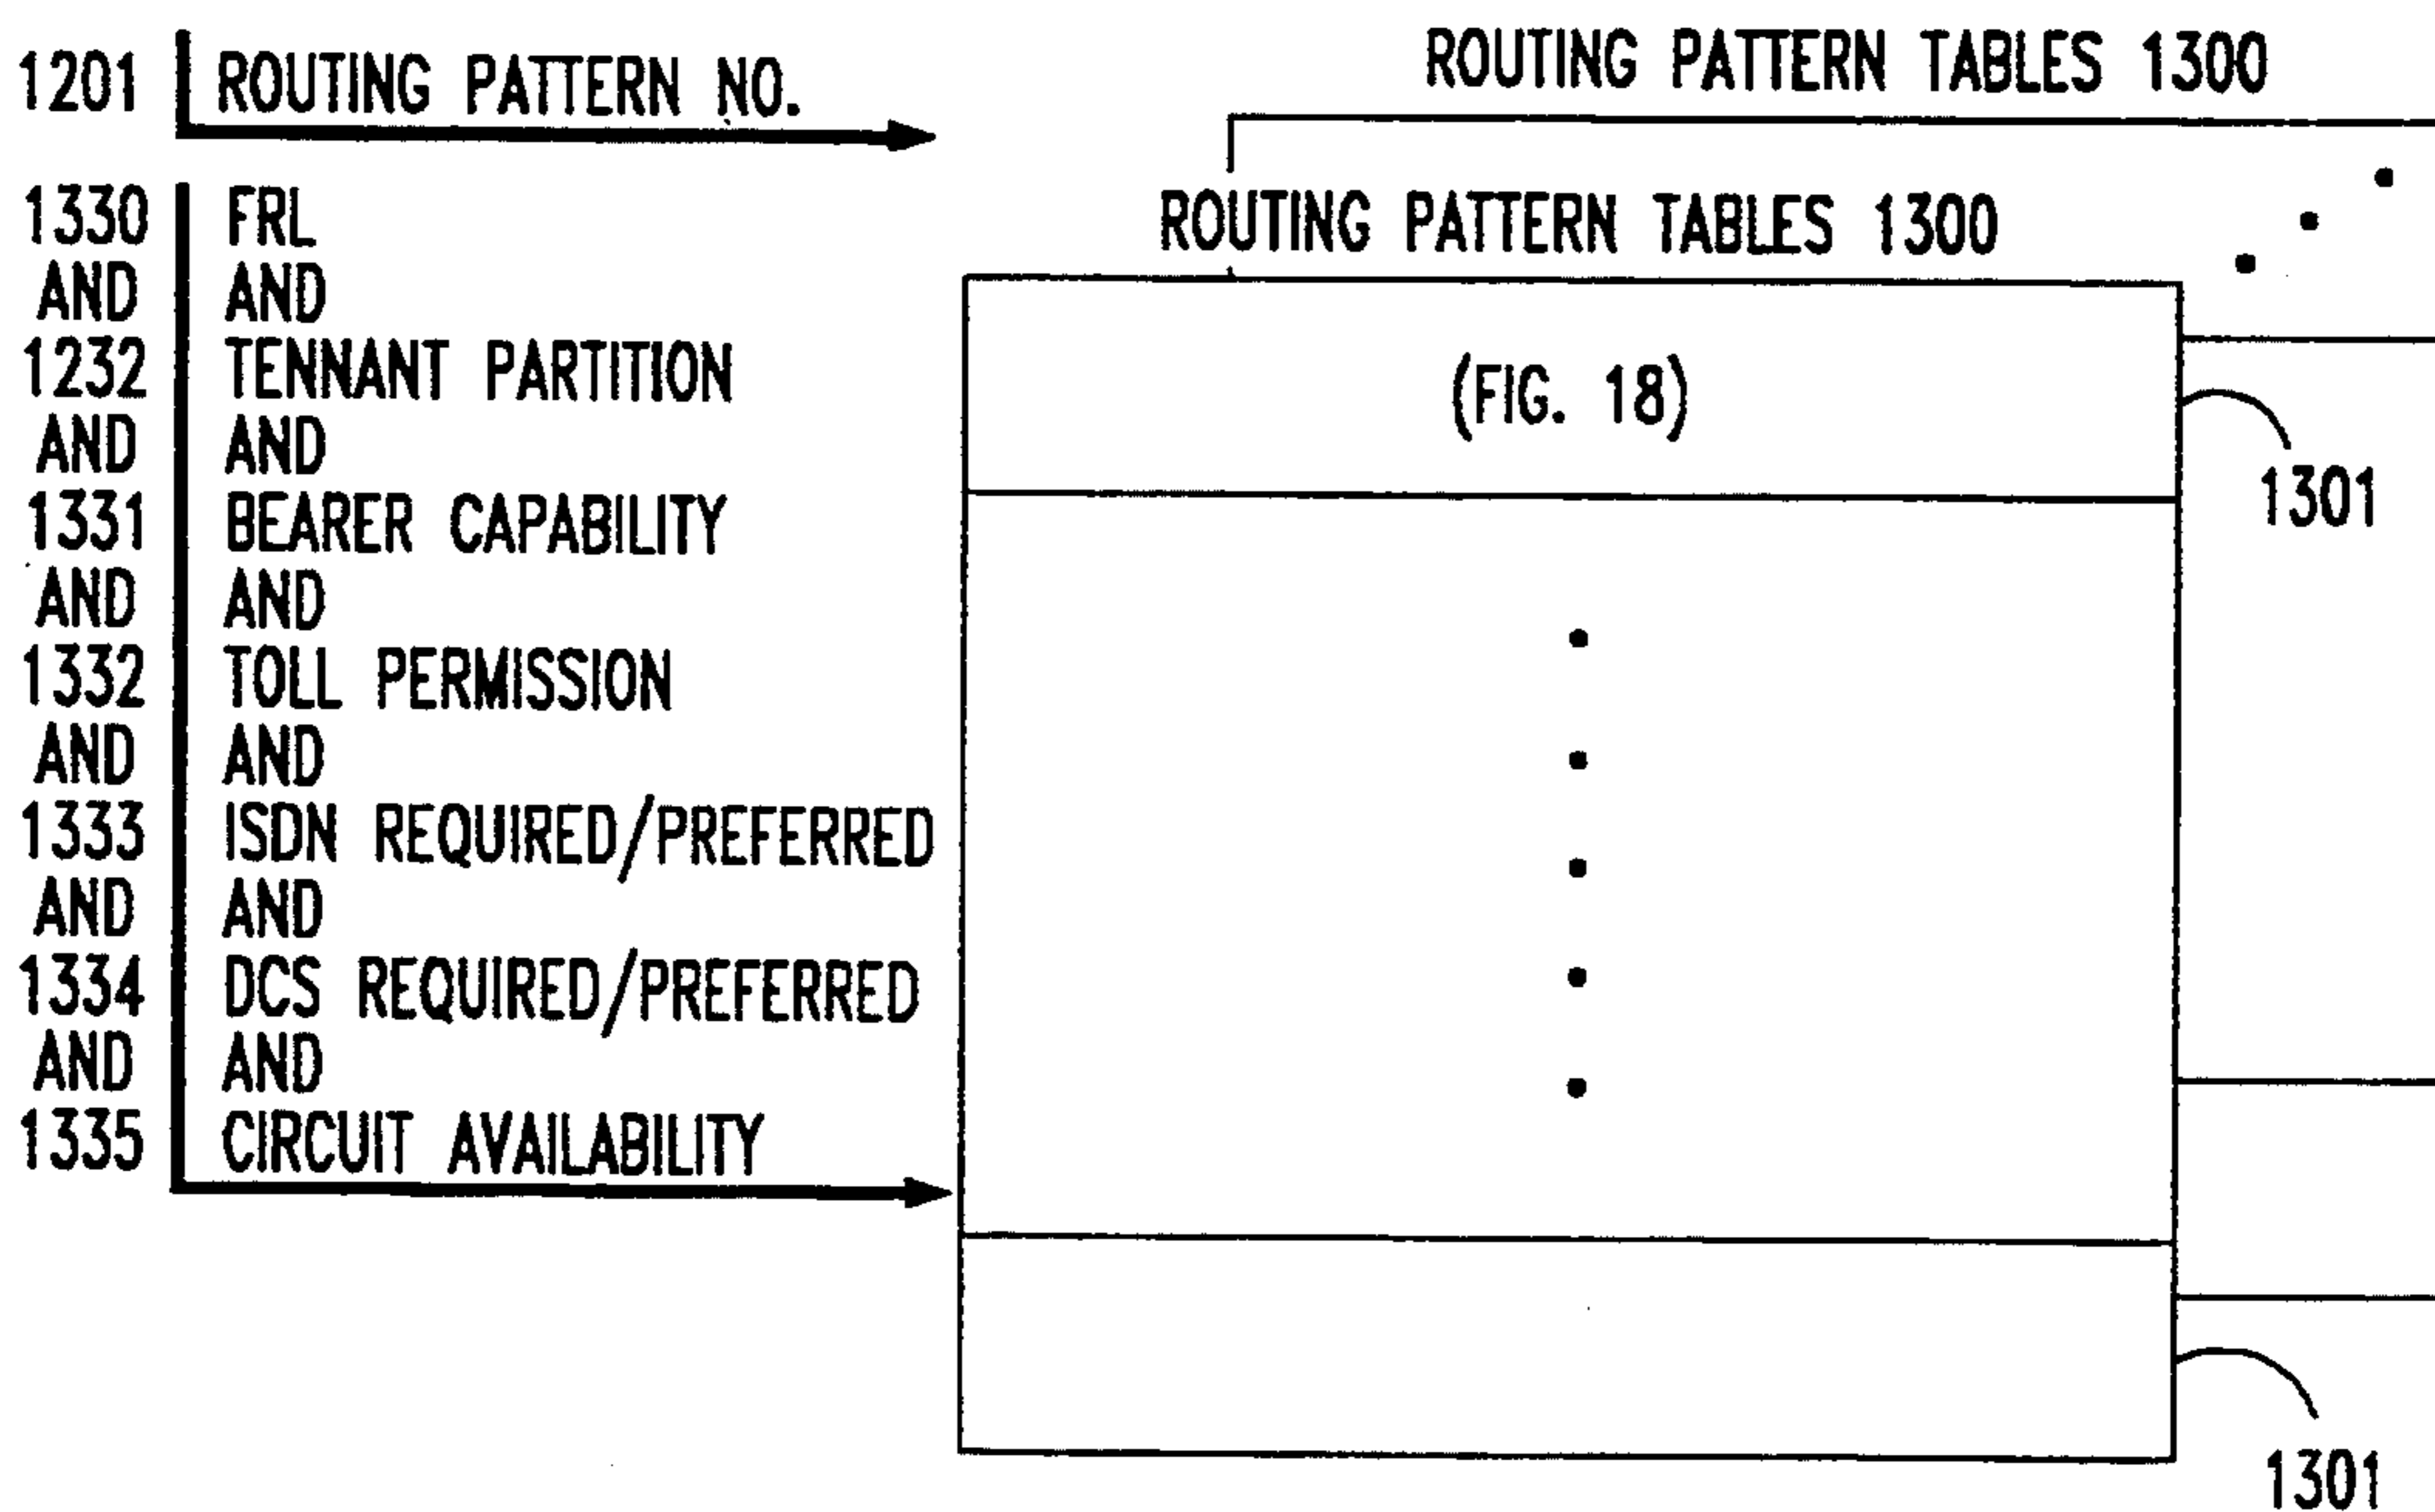 1201 ROUTING PATTERN NO.
ROUTING PATTERN TABLES 1300
1330 FRL
ROUTING PATTERN TABLES 1300
AND AND
1232 TENNANT PARTITION
(FIG. 18)
AND AND
1331 BEARER CAPABILITY
1301
AND AND
1332 TOLL PERMISSION
AND AND
1333 ISDN REQUIRED/PREFERRED
AND AND
1334 DCS REQUIRED/PREFERRED
AND AND
1335 CIRCUIT AVAILABILITY
1301